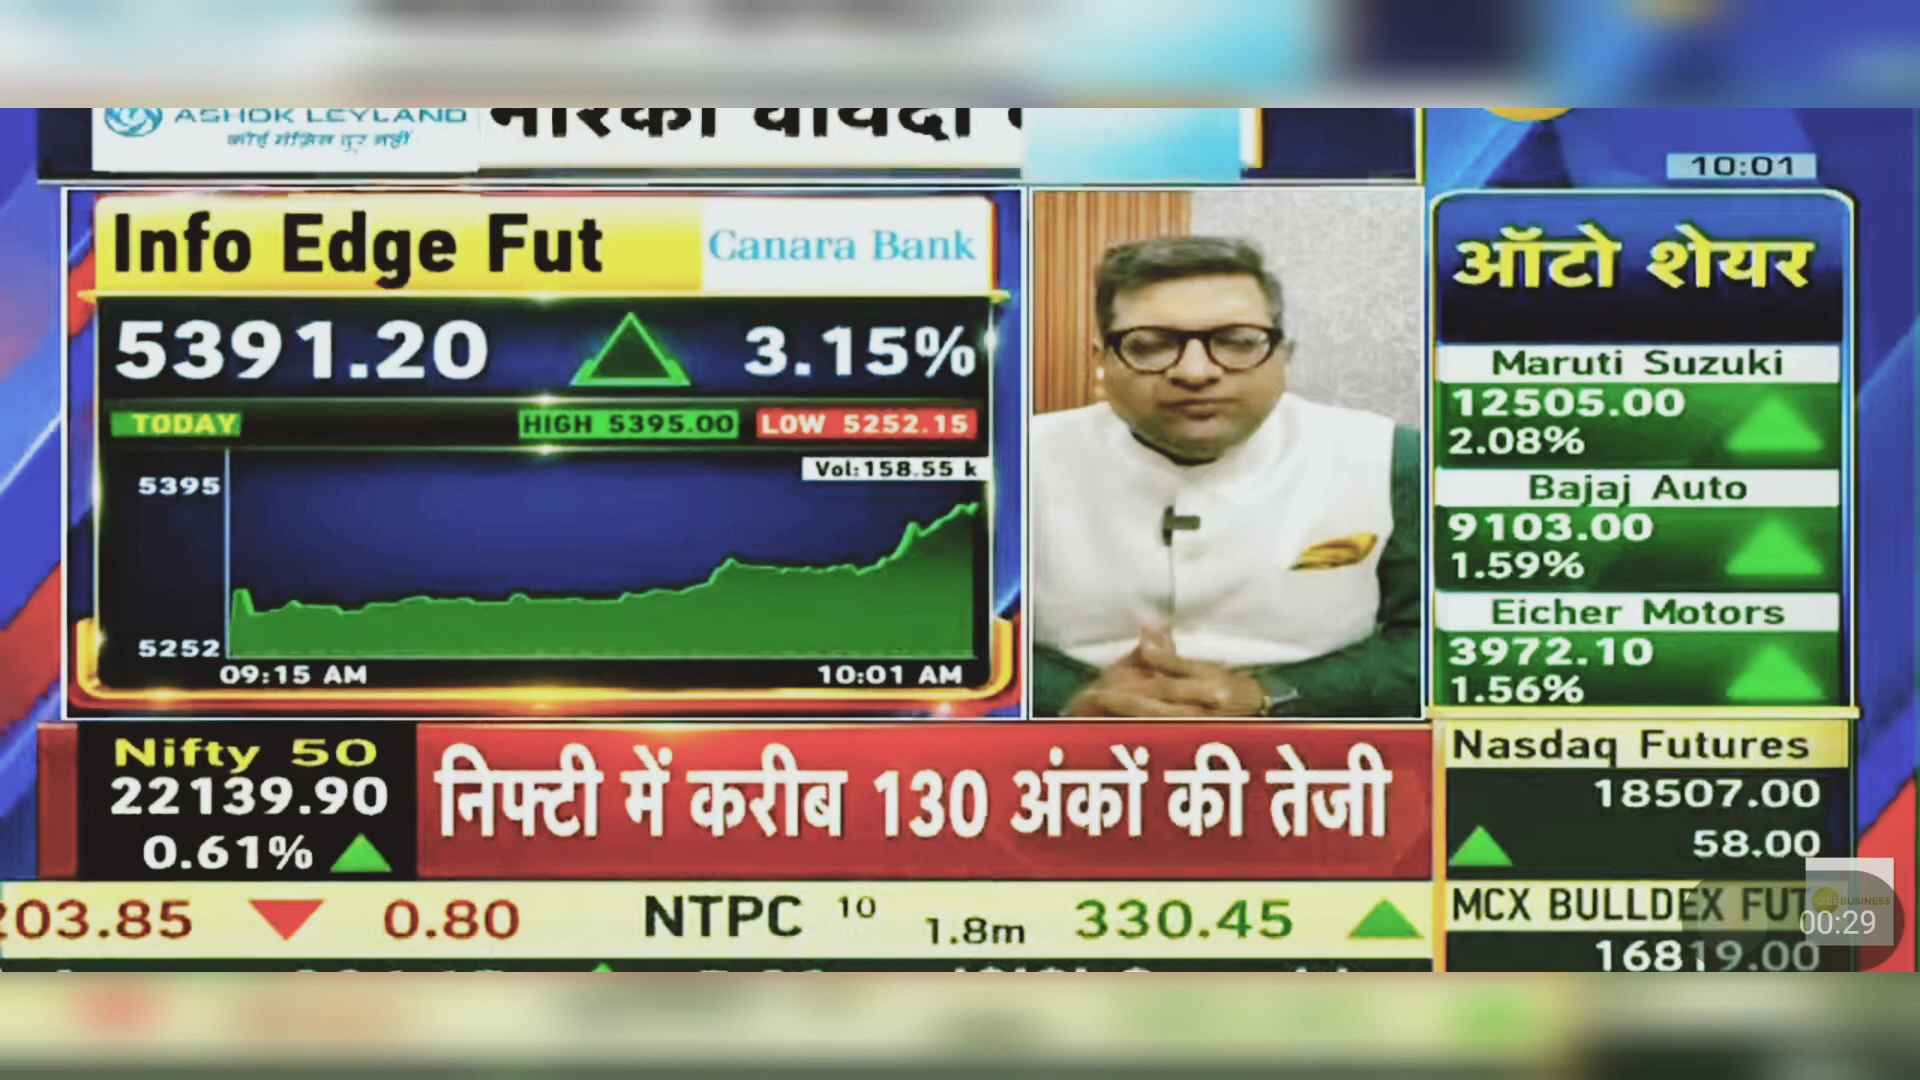 ASHOK LEYLAND
कोई मंज़िल दूर नहीं
10:01
Info Edge Fut
Canara Bank
5391.20
3.15%
TODAY
HIGH 5395.00
LOW 5252.15
Vol:158.55 k
5395
5252
09:15 AM
10:01 AM
ऑटो शेयर
Maruti Suzuki
12505.00
2.08%
Bajaj Auto
9103.00
1.59%
Eicher Motors
3972.10
1.56%
Nifty 50
22139.90
0.61%
निफ्टी में करीब 130 अंकों की तेजी
Nasdaq Futures
18507.00
58.00
MCX BULLDEX FUT
16819.00
203.85 0.80 NTPC 10 1.8m 330.45
ZEE BUSINESS
00:29